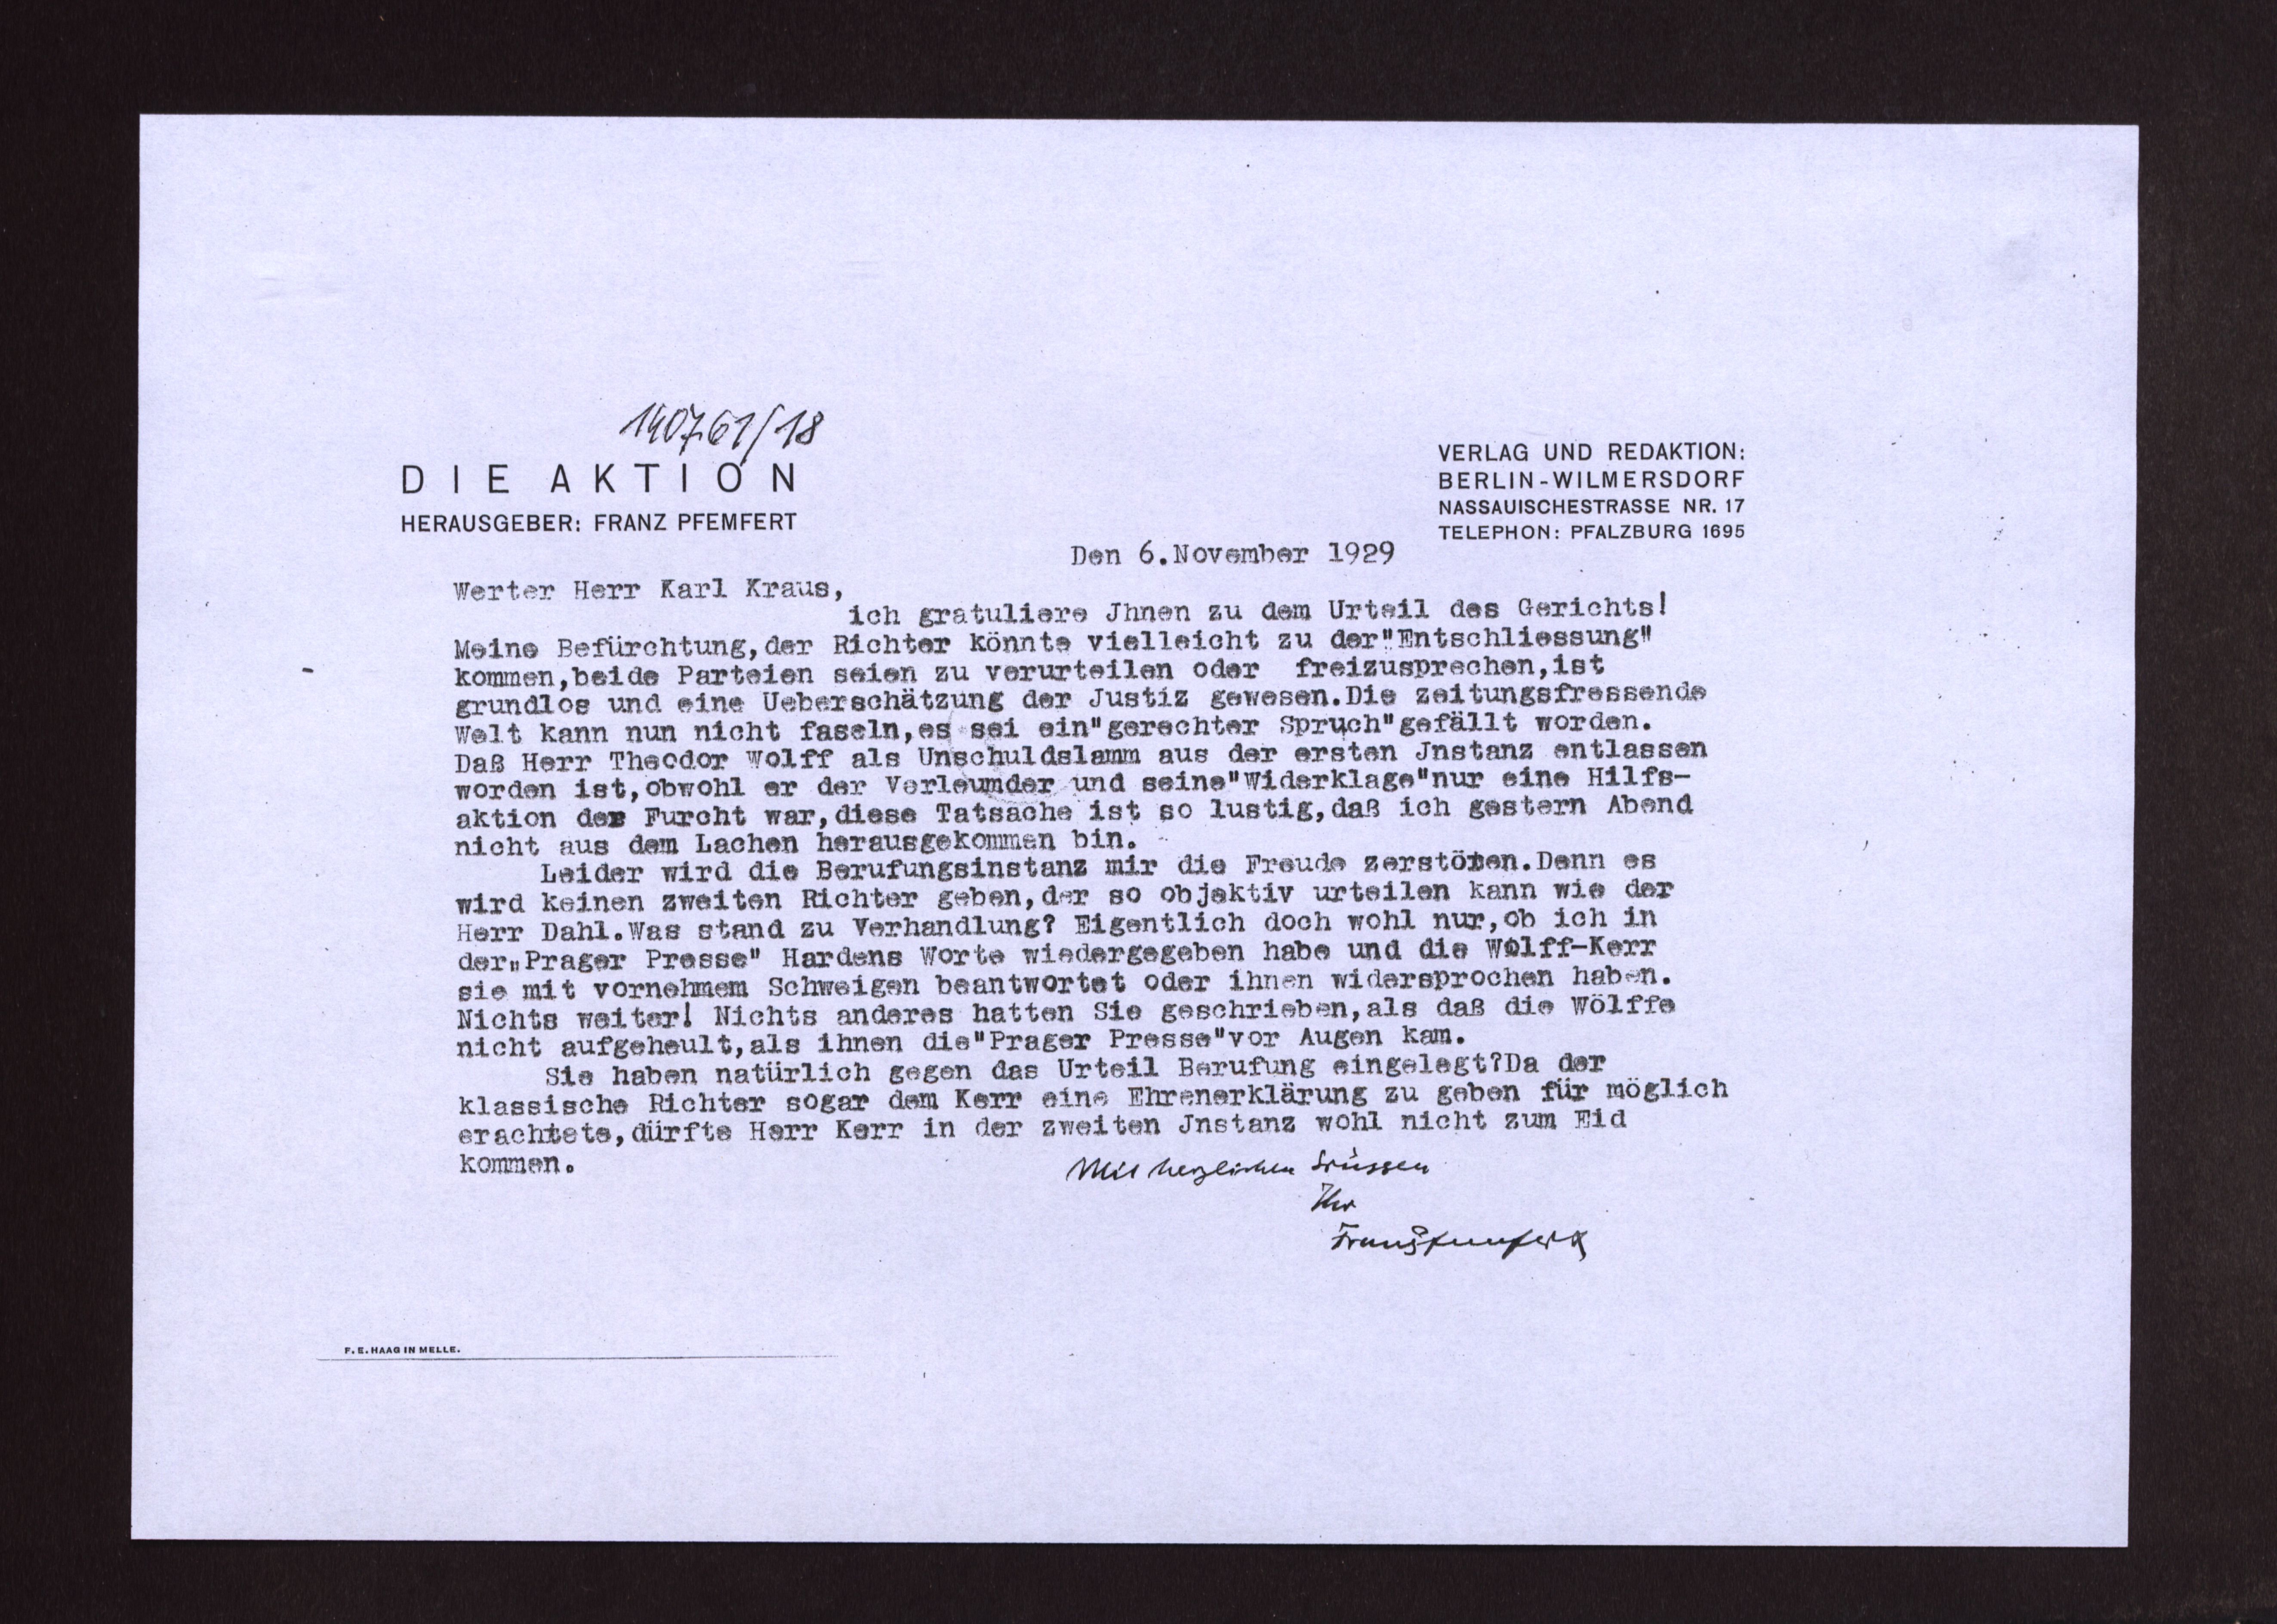 140761/18
DIE AKTION
HERAUSGEBER: FRANZ PFEMFERT
VERLAG UND REDAKTION:
BERLIN-WILMERSDORF
NASSAUISCHESTRASSE NR. 17
TELEPHON: PFALZBURG 1695
Den 6.November 1929
Werter Herr Karl Kraus,
ich gratuliere Jhnen zu dem Urteil des Gerichts!
Meine Befürchtung,der Richter könnte vielleicht zu der"Entschliessung"
kommen,beide Parteien seien zu verurteilen oder freizusprechen,ist
grundlos und eine Ueberschätzung der Justiz gewesen.Die zeitungsfressende
Welt kann nun nicht faseln,es sei ein"gerechter Spruch"gefällt worden.
Daß Herr Theodor Wolff als Unschuldslamm aus der ersten Jnstanz entlassen
worden ist,obwohl er der Verleumder und seine"Widerklage"nur eine Hilfs-
aktion der Furcht war,diese Tatsache ist so lustig,daß ich gestern Abend
nicht aus dem Lachen herausgekommen bin.
Leider wird die Berufungsinstanz mir die Freude zerstören.Denn es
wird keinen zweiten Richter geben,der so objektiv urteilen kann wie der
Herr Dahl.Was stand zu Verhandlung? Eigentlich doch wohl nur,ob ich in
der„Prager Presse" Hardens Worte wiedergegeben habe und die Wolff-Kerr
sie mit vornehmem Schweigen beantwortet oder ihnen widersprochen haben.
Nichts weiter! Nichts anderes hatten Sie geschrieben,als daß die Wölffe
nicht aufgeheult,als ihnen die"Prager Presse"vor Augen kam.
Sie haben natürlich gegen das Urteil Berufung eingelegt?Da der
klassische Richter sogar dem Kerr eine Ehrenerklärung zu geben für möglich
erachtete,dürfte Herr Kerr in der zweiten Jnstanz wohl nicht zum Eid
kommen.
Mit herzlichen Grüssen
Ihr
Franz Pfemfert
F. E. HAAG IN MELLE.